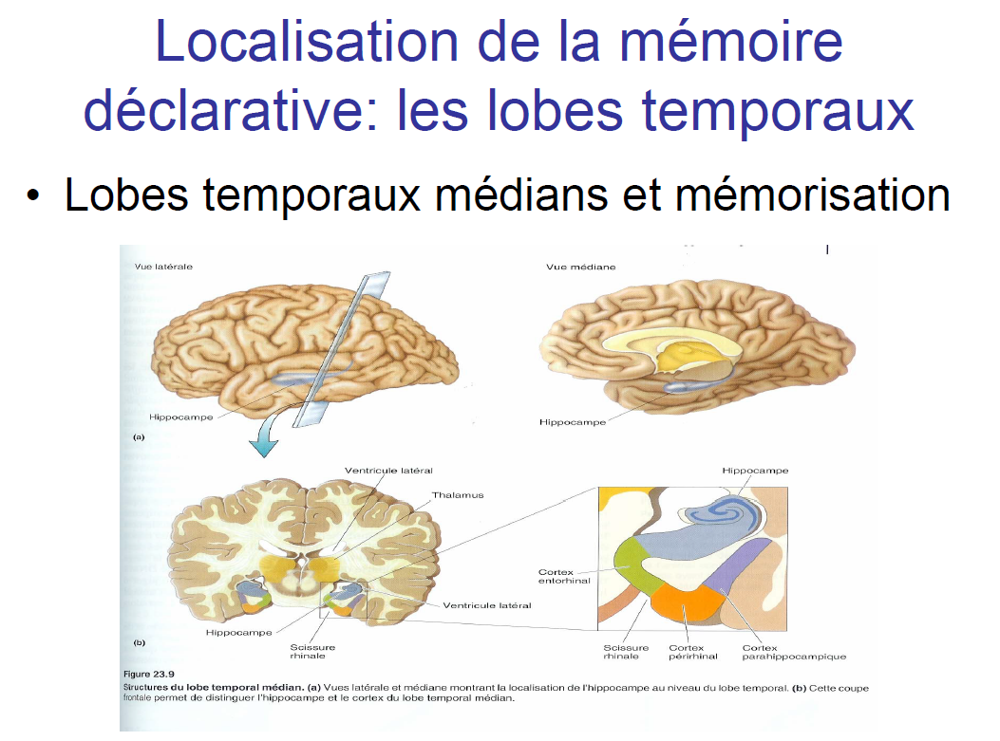 Localisation de la mémoire
déclarative: les lobes temporaux
• Lobes temporaux médians et mémorisation
Vue latérale
Vue médiane
Hippocampe
Hippocampe
(a)
Ventricule latéral
Thalamus
Hippocampe
Cortex
entorhinal
Ventricule latéral
Hippocampe
Scissure
rhinale
Scissure
rhinale
Cortex
périrhinal
Cortex
parahippocampique
(b)
Figure 23.9
Structures du lobe temporal médian. (a) Vues latérale et médiane montrant la localisation de l'hippocampe au niveau du lobe temporal. (b) Cette coupe
frontale permet de distinguer l'hippocampe et le cortex du lobe temporal médian.